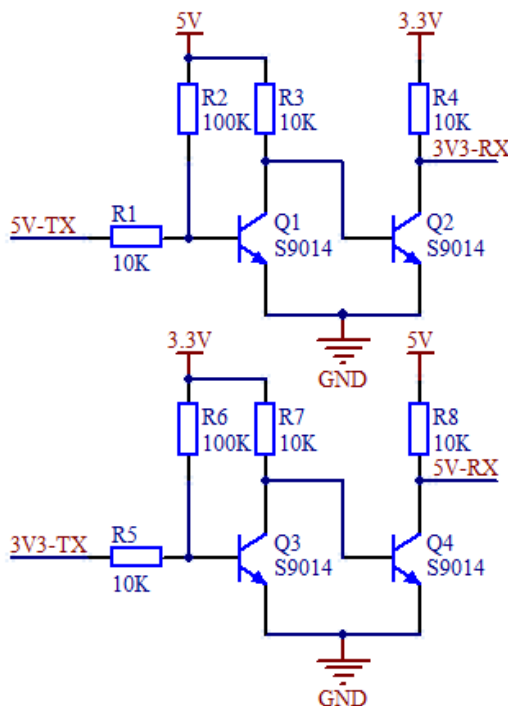 5V
3.3V
R2
100K
R3
10K
R4
10K
3V3-RX
5V-TX
R1
10K
Q1
S9014
Q2
S9014
GND
3.3V
5V
R6
100K
R7
10K
R8
10K
5V-RX
3V3-TX
R5
10K
Q3
S9014
Q4
S9014
GND